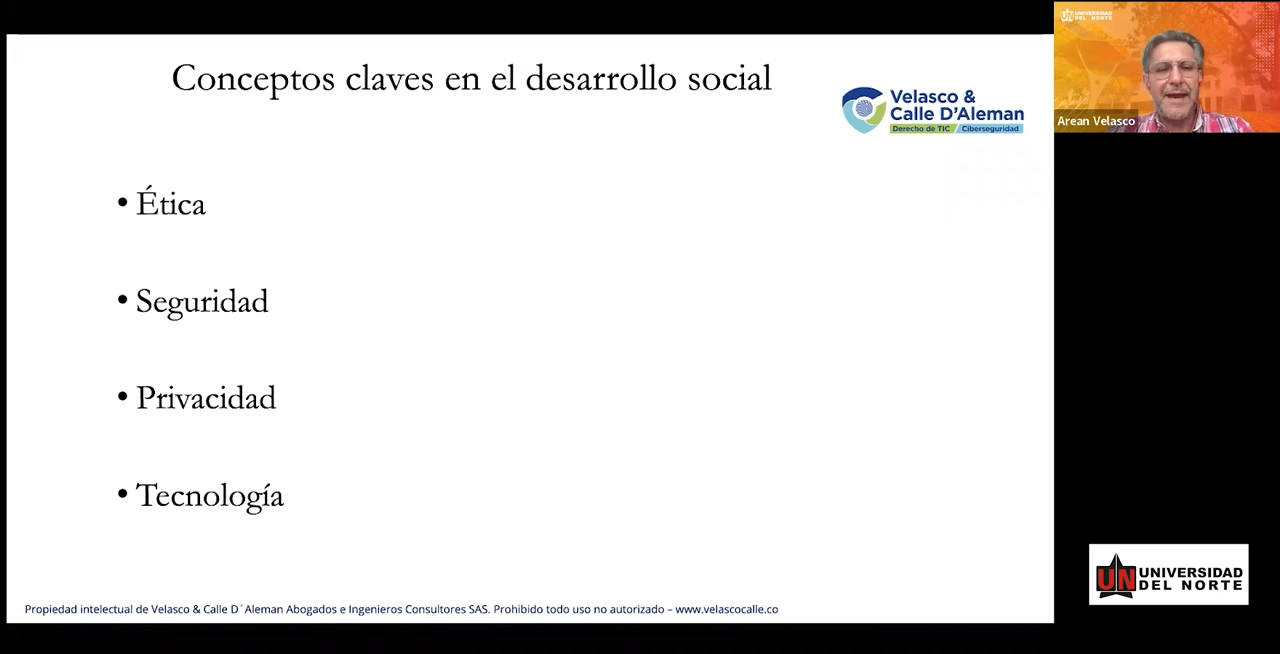 Conceptos claves en el desarrollo social
Velasco &
Calle D'Aleman
Derecho de TIC / Ciberseguridad
• Ética
• Seguridad
• Privacidad
• Tecnología
Propiedad intelectual de Velasco & Calle D´Aleman Abogados e Ingenieros Consultores SAS. Prohibido todo uso no autorizado – www.velascocalle.co
UNIVERSIDAD
DEL NORTE
Arean Velasco
UN UNIVERSIDAD
DEL NORTE